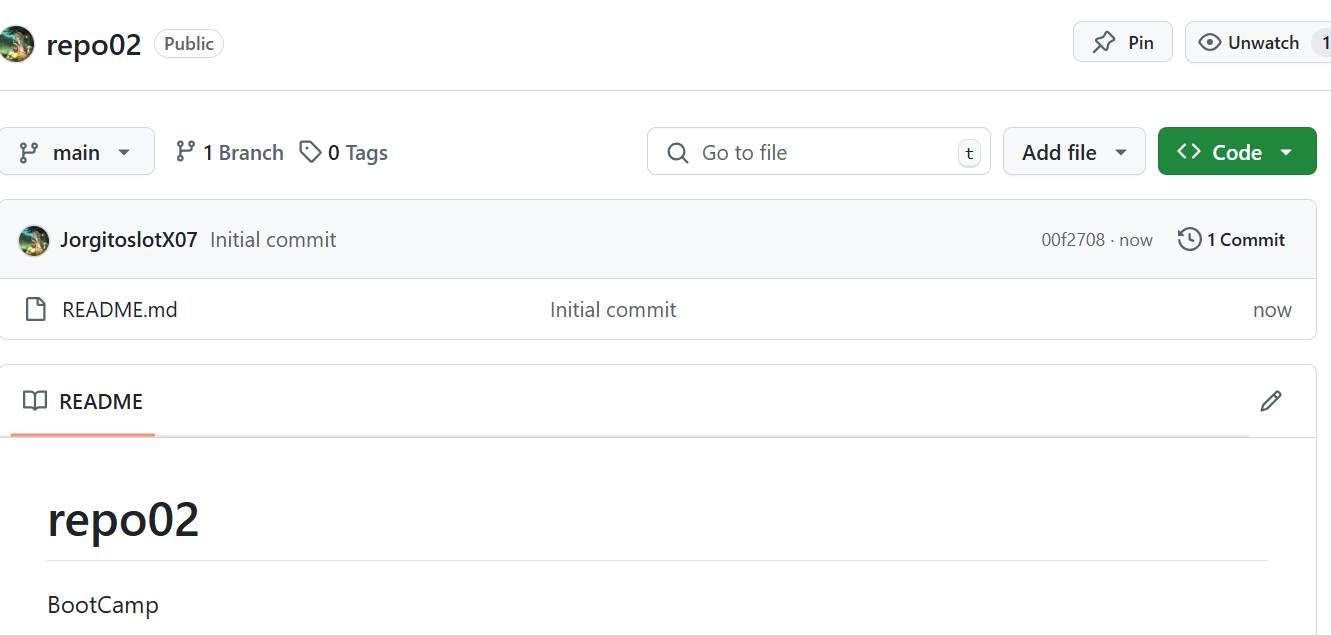 repo02 Public Pin Unwatch 1
main 1 Branch 0 Tags Go to file t Add file Code
JorgitoslotX07 Initial commit 00f2708 · now 1 Commit
README.md Initial commit now
README
repo02
BootCamp